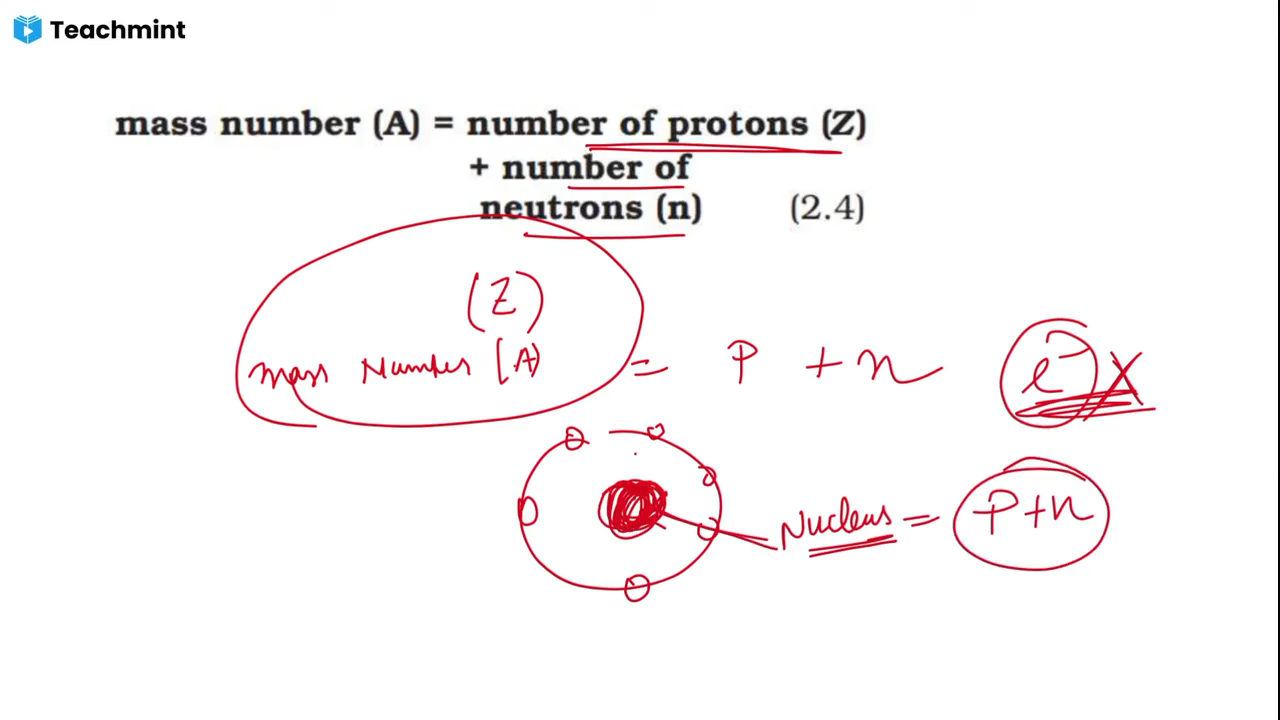 Teachmint
mass number (A) = number of protons (Z)
+ number of
neutrons (n) (2.4)
(Z)
Mass Number [A) = P + n e⁻ X
Nucleus = P+n